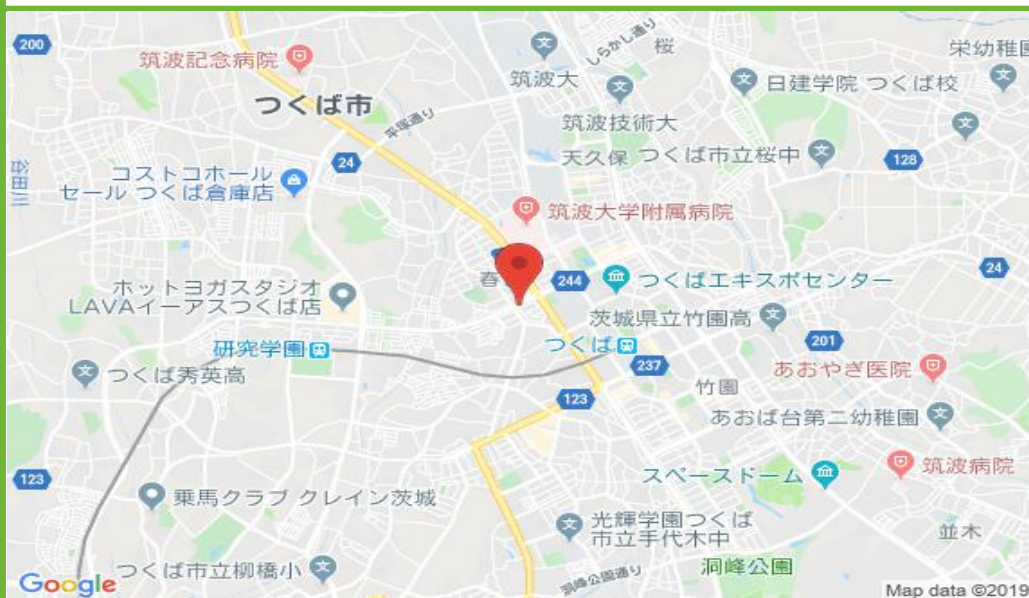 200
筑波記念病院
つくば市
平塚通り
24
谷田川
コストコホール
セール つくば倉庫店
筑波大
しらかし通り
桜
日建学院 つくば校
栄幼稚園
筑波技術大
天久保
つくば市立桜中
128
筑波大学附属病院
ホットヨガスタジオ
LAVAイーアスつくば店
春
244
つくばエキスポセンター
24
茨城県立竹園高
研究学園
つくば
201
つくば秀英高
237
あおやぎ医院
竹園
123
あおば台第二幼稚園
123
スペースドーム
筑波病院
乗馬クラブ クレイン茨城
光輝学園つくば
市立手代木中
並木
つくば市立柳橋小
洞峰公園通り
洞峰公園
Google
Map data ©2019